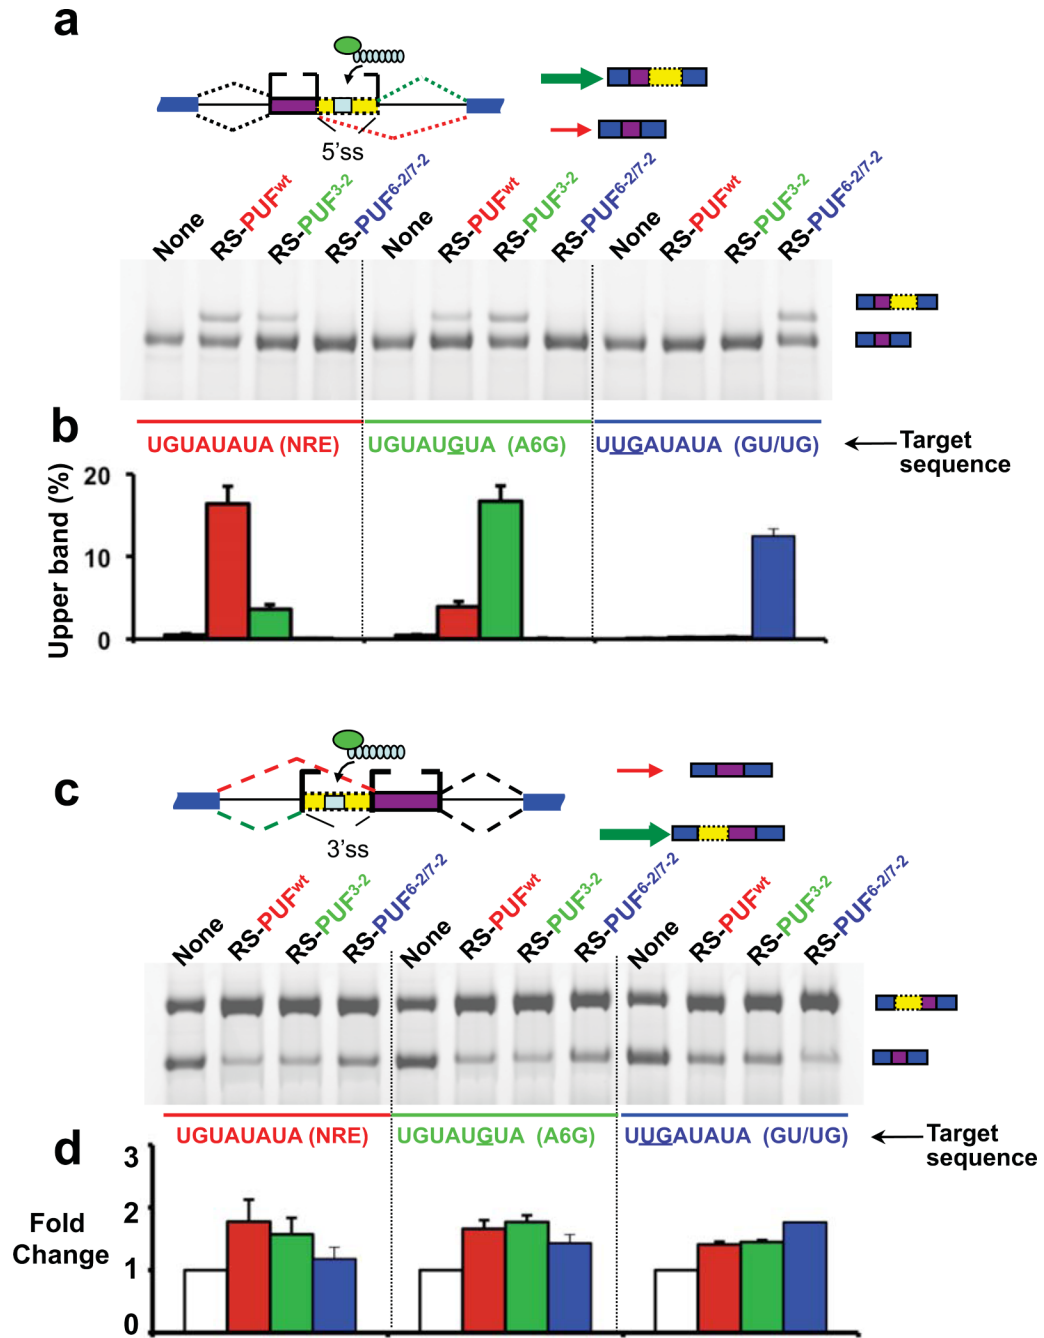 a
5'ss
None
RS-PUFwt
RS-PUF3-2
RS-PUF6-2/7-2
None
RS-PUFwt
RS-PUF3-2
RS-PUF6-2/7-2
None
RS-PUFwt
RS-PUF3-2
RS-PUF6-2/7-2
b
UGUAUAUA (NRE)
UGUAUGUA (A6G)
UUGAUAUA (GU/UG)
Target
sequence
Upper band (%)
20
10
0
c
3'ss
None
RS-PUFwt
RS-PUF3-2
RS-PUF6-2/7-2
None
RS-PUFwt
RS-PUF3-2
RS-PUF6-2/7-2
None
RS-PUFwt
RS-PUF3-2
RS-PUF6-2/7-2
UGUAUAUA (NRE)
UGUAUGUA (A6G)
UUGAUAUA (GU/UG)
Target
sequence
d
Fold
Change
3
2
1
0